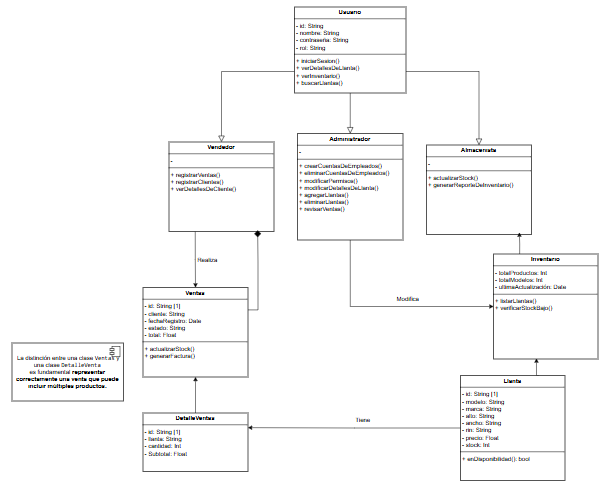 Usuario
- id: String
- nombre: String
- contraseña: String
- rol: String
+ iniciarSesion()
+ verDetallesDeLlanta()
+ verInventario()
+ buscarLlantas()
Vendedor
-
+ registrarVentas()
+ registrarClientes()
+ verDetallesDeCliente()
Administrador
-
+ crearCuentasDeEmpleados()
+ eliminarCuentasDeEmpleados()
+ modificarPermisos()
+ modificarDetallesDeLlanta()
+ agregarLlantas()
+ eliminarLlantas()
+ revisarVentas()
Almacenista
-
+ actualizarStock()
+ generarReporteDeInventario()
Realiza
Modifica
Inventario
- totalProductos: Int
- totalModelos: Int
- ultimaActualización: Date
+ listarLlantas()
+ verificarStockBajo()
Ventas
- id: String [1]
- cliente: String
- fechaRegistro: Date
- estado: String
- total: Float
+ actualizarStock()
+ generarFactura()
La distinción entre una clase Ventas y
una clase DetalleVenta
es fundamental representar
correctamente una venta que puede
incluir múltiples productos.
DetalleVentas
- id: String [1]
- llanta: String
- cantidad: Int
- Subtotal: Float
Tiene
Llanta
- id: String [1]
- modelo: String
- marca: String
- alto: String
- ancho: String
- rin: String
- precio: Float
- stock: Int
+ enDisponibilidad(): bool